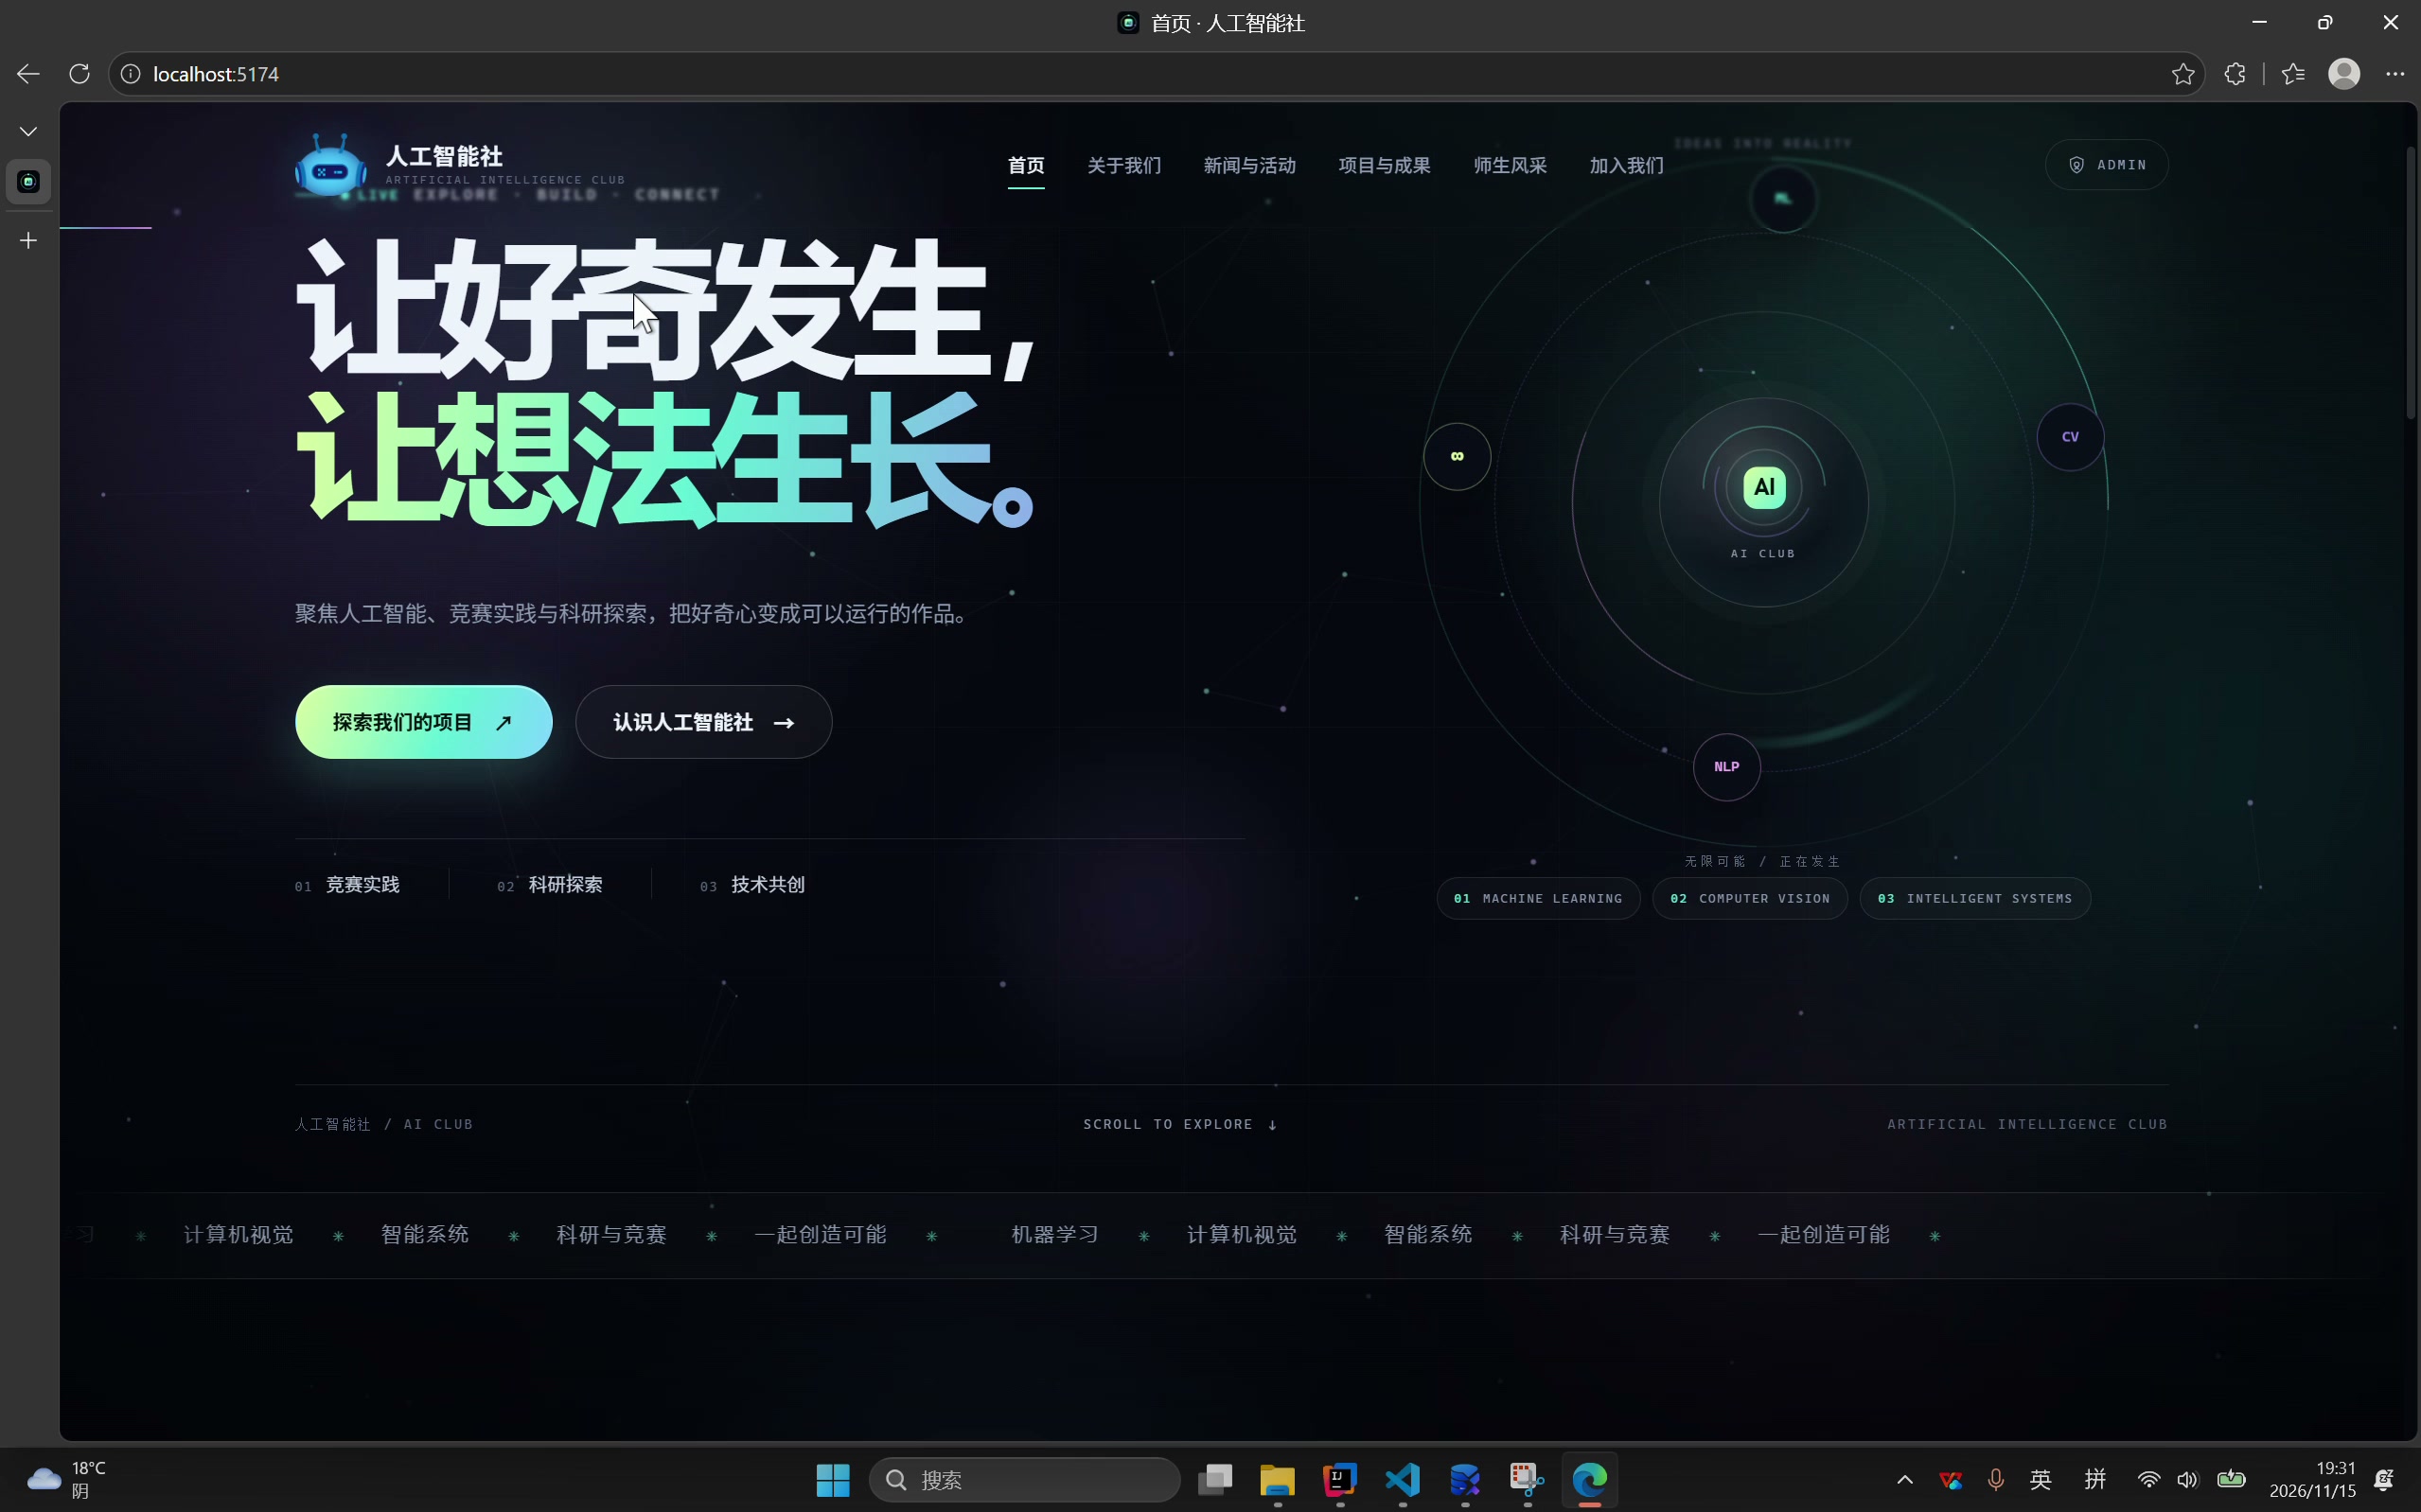 首页 · 人工智能社
localhost:5174
人工智能社
ARTIFICIAL INTELLIGENCE CLUB
首页 关于我们 新闻与活动 项目与成果 师生风采 加入我们
ADMIN
IDEAS INTO REALITY
LIVE EXPLORE · BUILD · CONNECT
让好奇发生，
让想法生长。
聚焦人工智能、竞赛实践与科研探索，把好奇心变成可以运行的作品。
探索我们的项目 ↗
认识人工智能社 →
01 竞赛实践 02 科研探索 03 技术共创
ML
∞
CV
AI
AI CLUB
NLP
无限可能 / 正在发生
01 MACHINE LEARNING 02 COMPUTER VISION 03 INTELLIGENT SYSTEMS
人工智能社 / AI CLUB
SCROLL TO EXPLORE ↓
ARTIFICIAL INTELLIGENCE CLUB
习 * 计算机视觉 * 智能系统 * 科研与竞赛 * 一起创造可能 * 机器学习 * 计算机视觉 * 智能系统 * 科研与竞赛 * 一起创造可能 *
18°C
阴
搜索
英 拼
19:31
2026/11/15